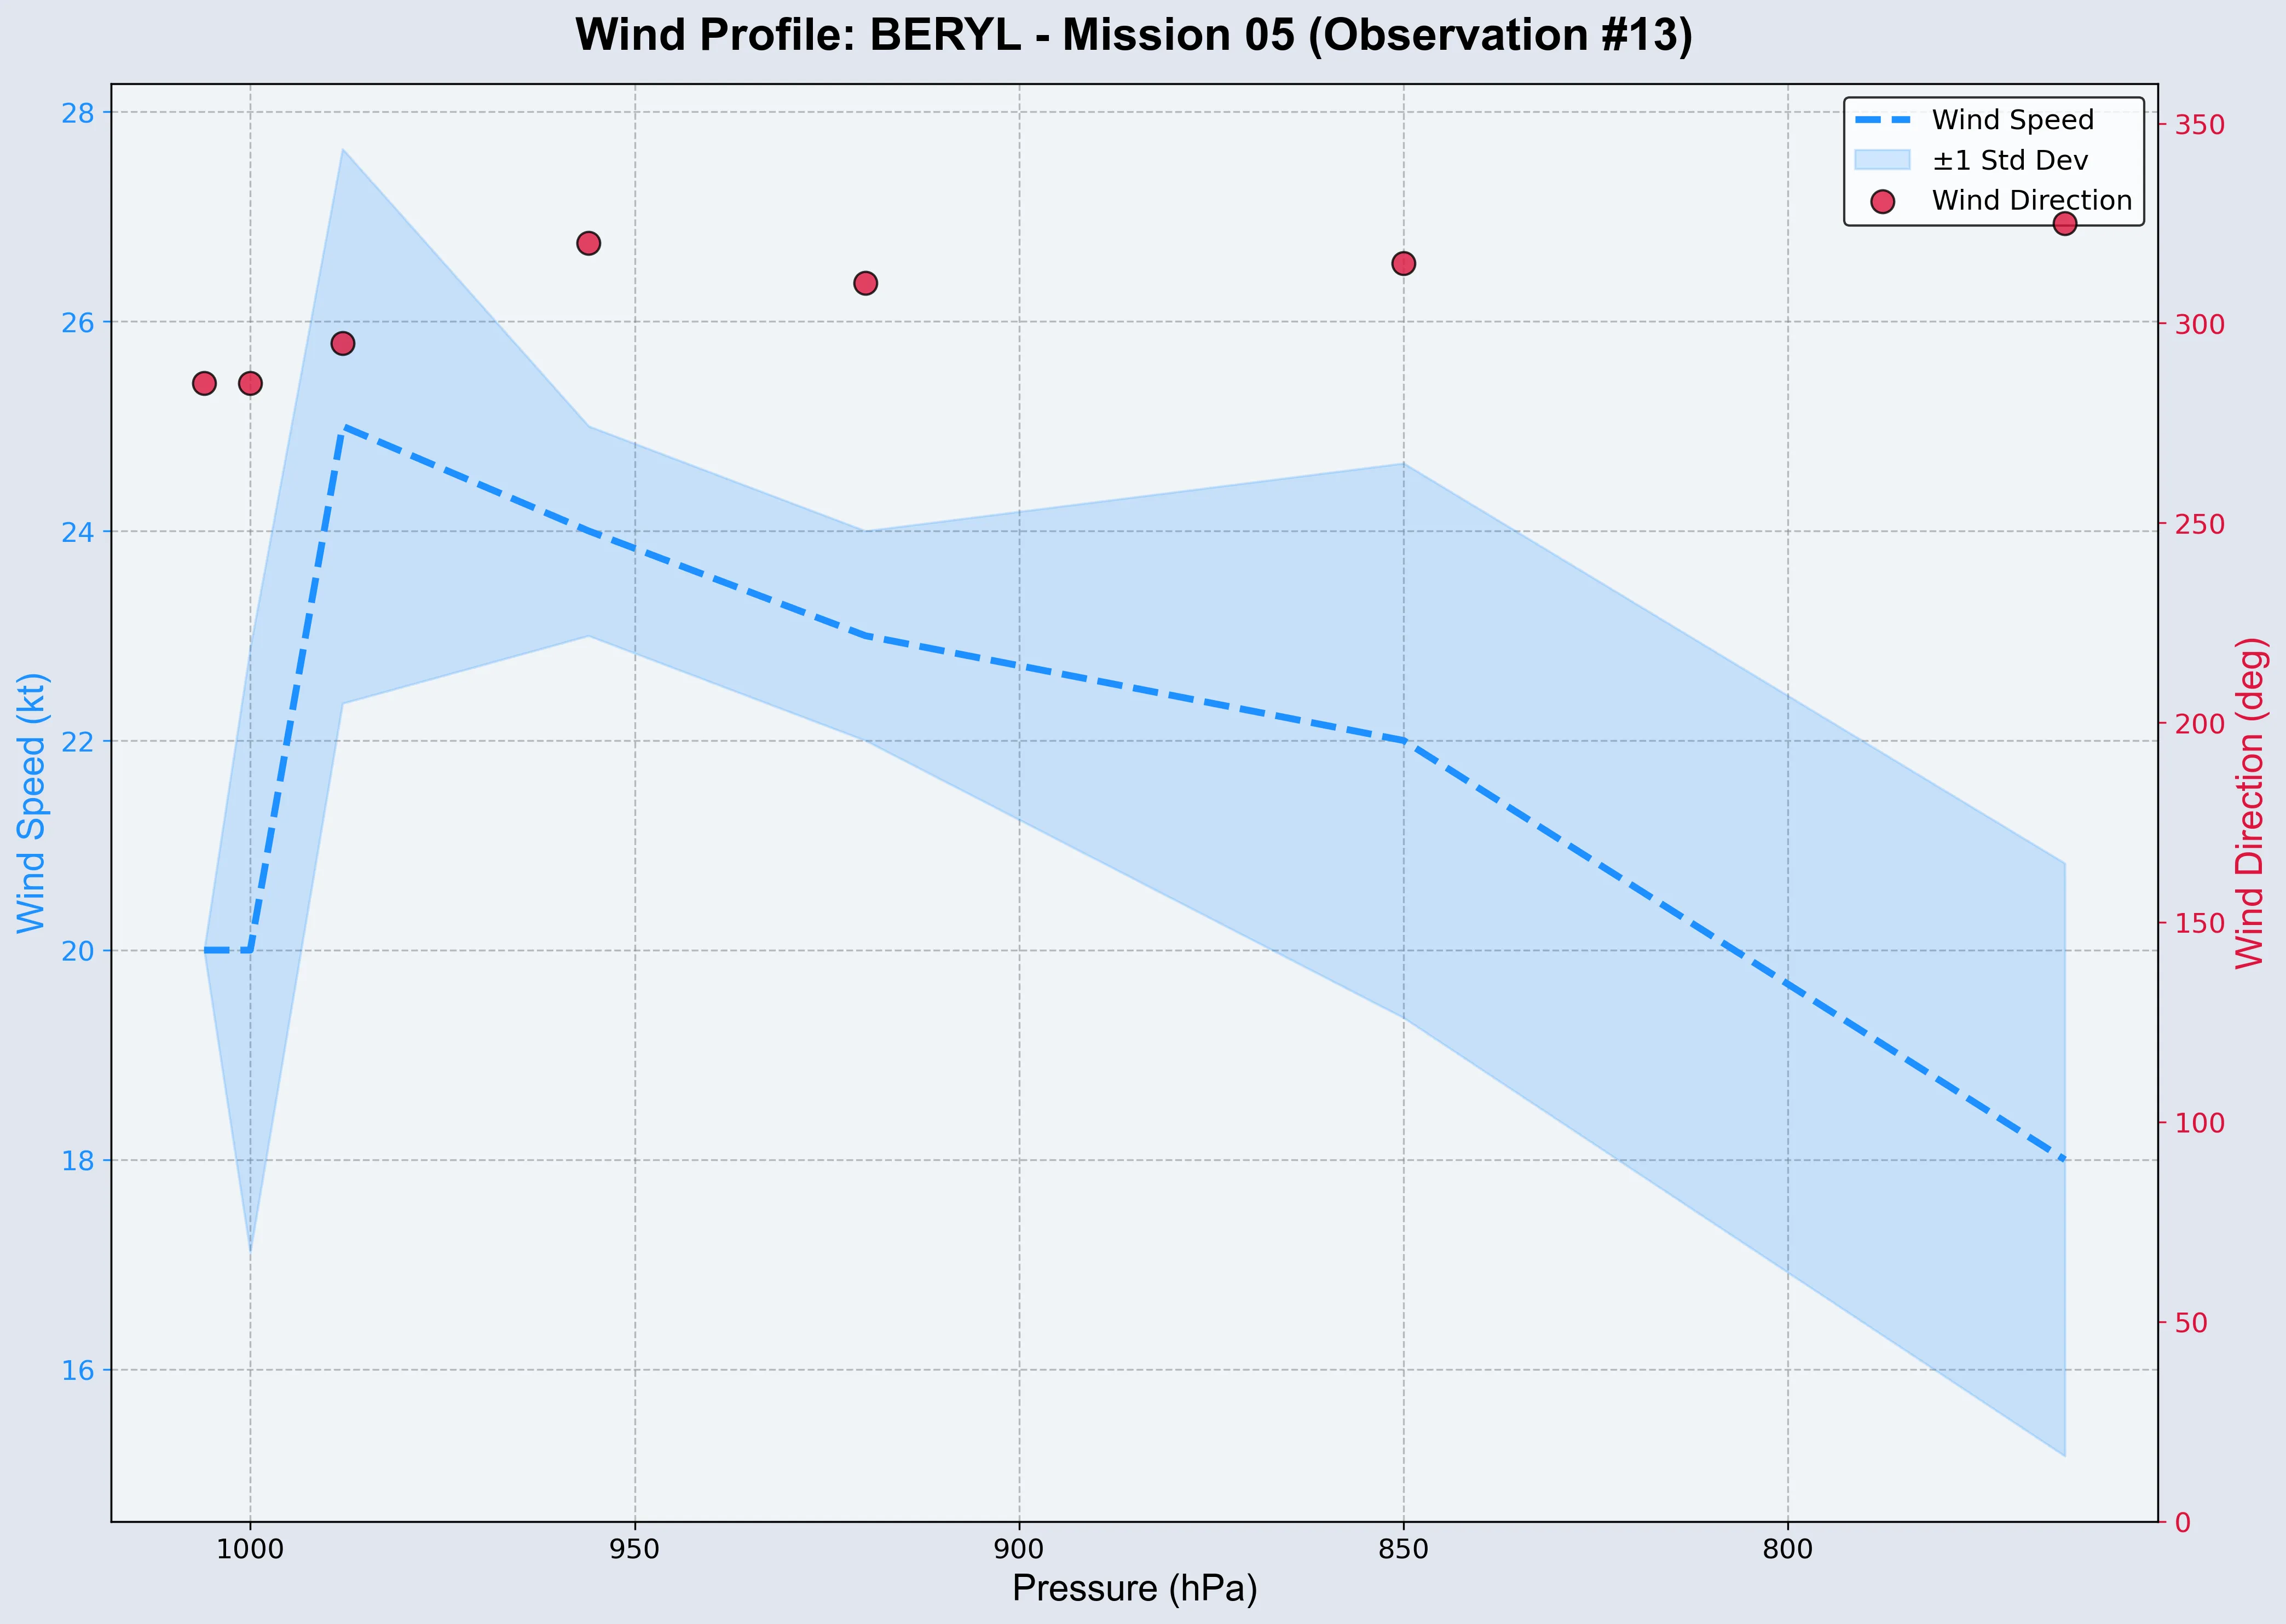 Wind Profile: BERYL - Mission 05 (Observation #13)
Wind Speed
±1 Std Dev
Wind Direction
28
26
24
22
20
18
16
Wind Speed (kt)
350
300
250
200
150
100
50
0
Wind Direction (deg)
1000
950
900
850
800
Pressure (hPa)